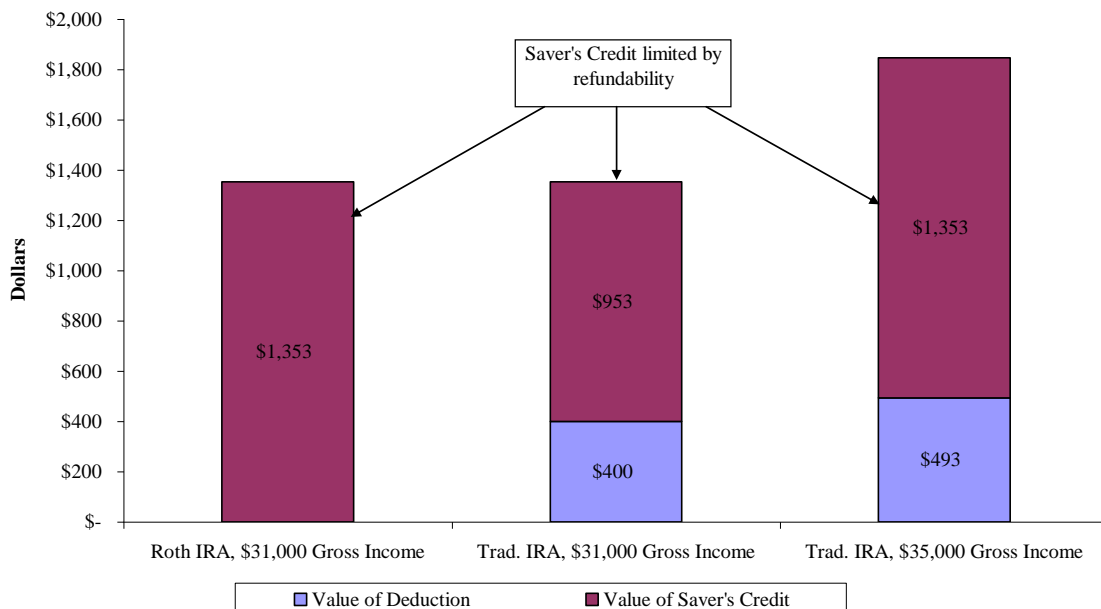 $2,000
$1,800
$1,600
$1,400
$1,200
$1,000
$800
$600
$400
$200
$-
Dollars
Saver's Credit limited by
refundability
$1,353
$953
$400
$1,353
$493
Roth IRA, $31,000 Gross Income
Trad. IRA, $31,000 Gross Income
Trad. IRA, $35,000 Gross Income
Value of Deduction
Value of Saver's Credit